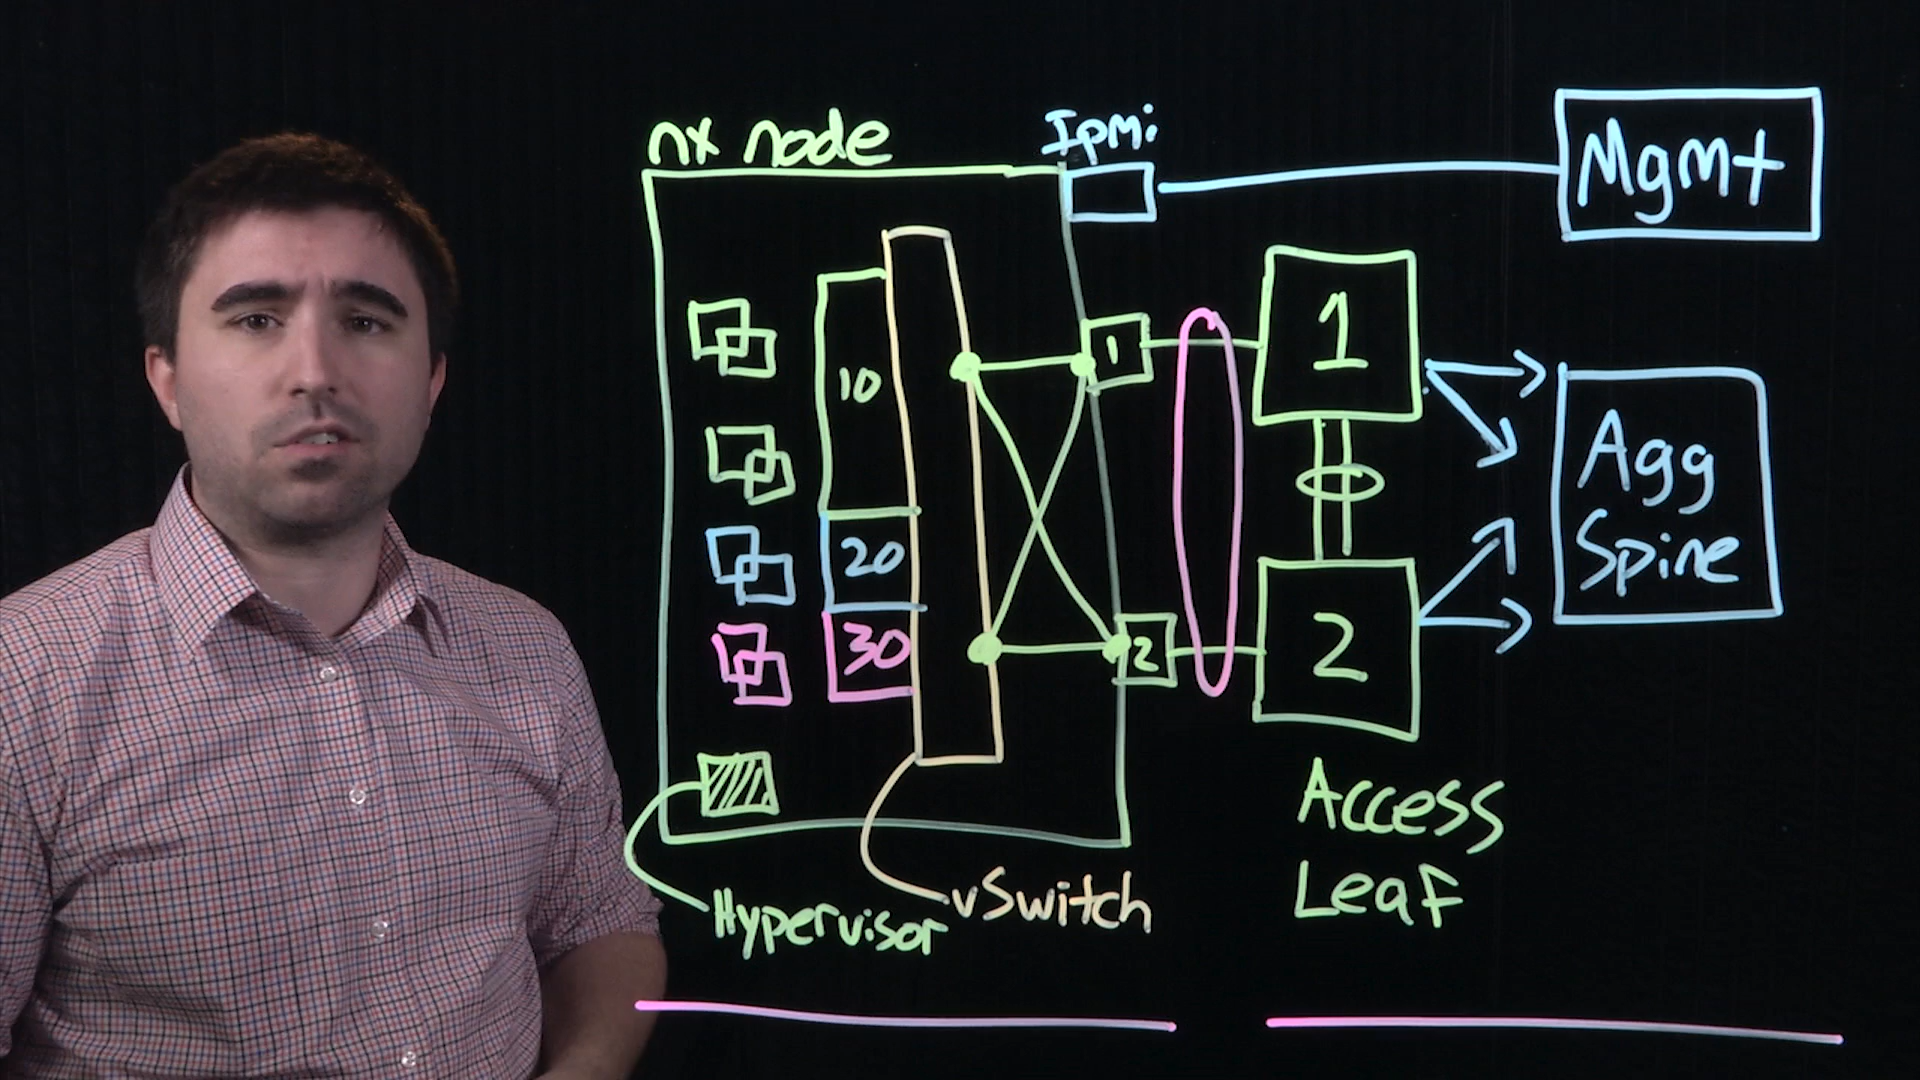 nx node
Ipmi
Mgmt
10
20
30
1
2
1
2
Agg
Spine
Access
Leaf
Hypervisor
vSwitch